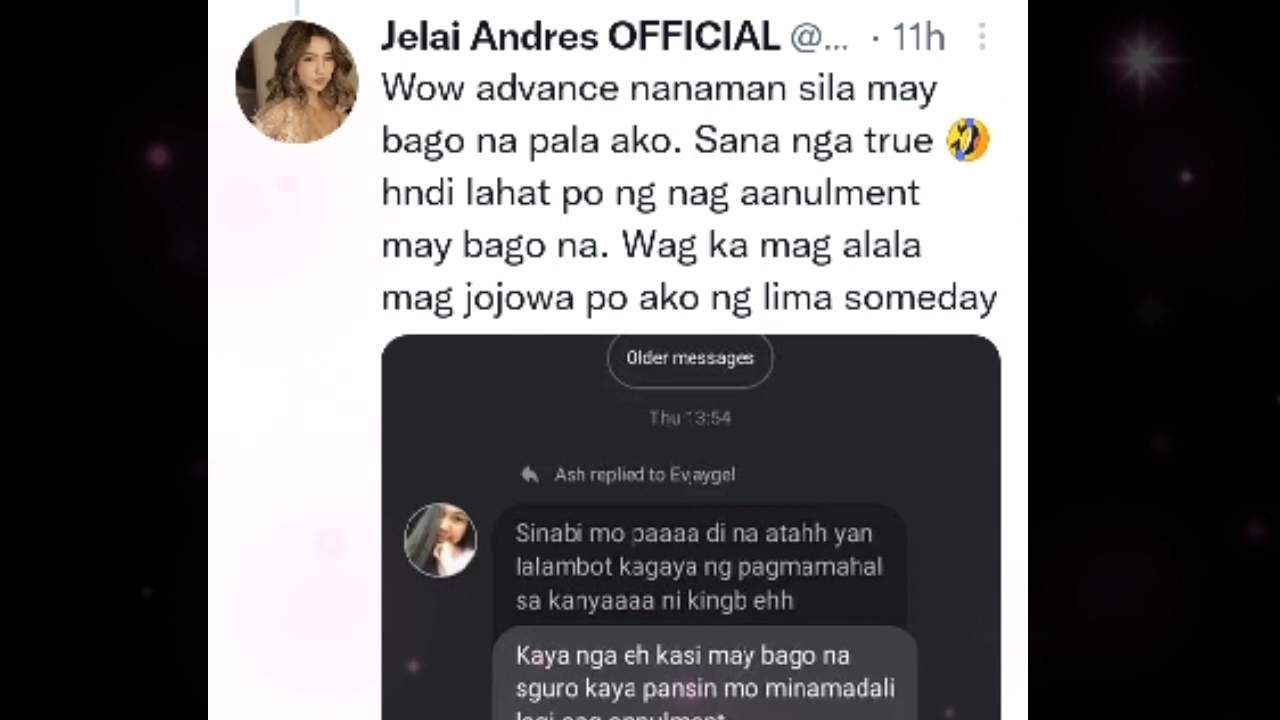 Jelai Andres OFFICIAL @... · 11h
Wow advance nanaman sila may
bago na pala ako. Sana nga true 🤣
hndi lahat po ng nag aanulment
may bago na. Wag ka mag alala
mag jojowa po ako ng lima someday
Older messages
Thu 13:54
Ash replied to Evjaygel
Sinabi mo paaaa di na atahh yan
lalambot kagaya ng pagmamahal
sa kanyaaaa ni kingb ehh
Kaya nga eh kasi may bago na
sguro kaya pansin mo minamadali